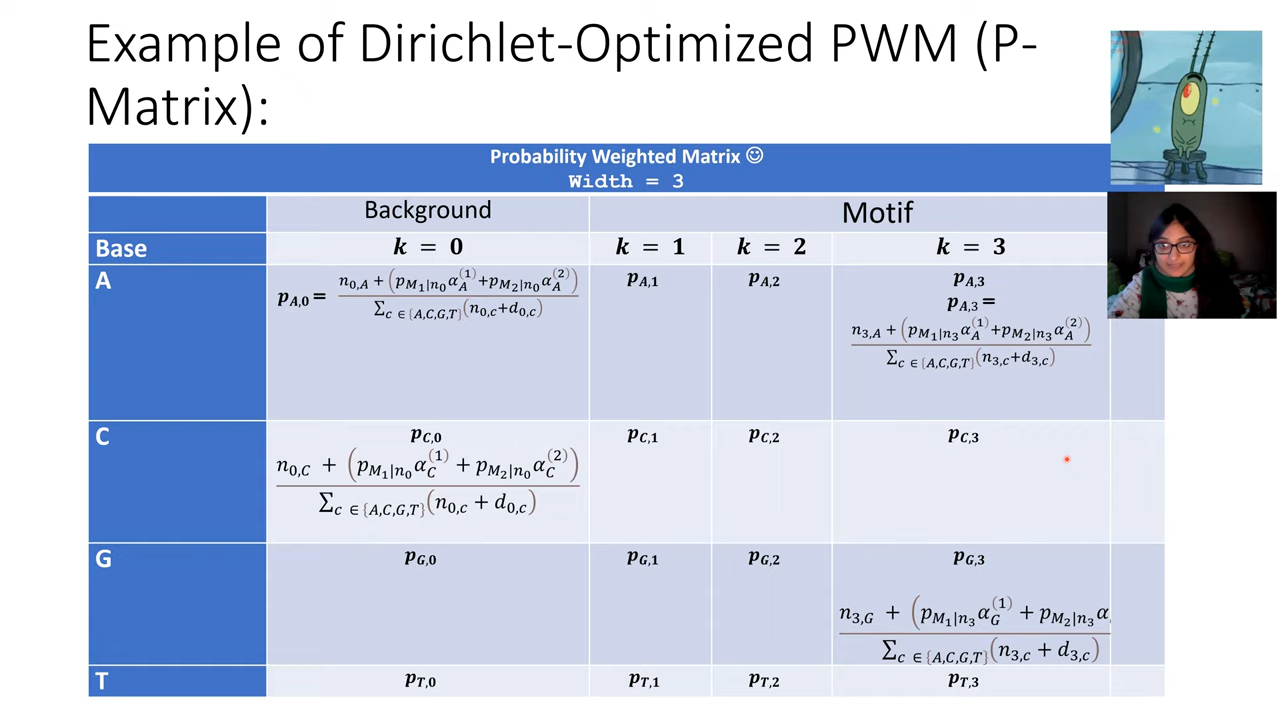 Example of Dirichlet-Optimized PWM (P-
Matrix):
Probability Weighted Matrix ☺
Width = 3
Background Motif
Base k = 0 k = 1 k = 2 k = 3
A p_{A,0} = \frac{n_{0,A} + (p_{M_1|n_0} α_A^{(1)} + p_{M_2|n_0} α_A^{(2)})}{∑_{c ∈ {A,C,G,T}} (n_{0,c} + d_{0,c})} p_{A,1} p_{A,2} p_{A,3}
p_{A,3} =
\frac{n_{3,A} + (p_{M_1|n_3} α_A^{(1)} + p_{M_2|n_3} α_A^{(2)})}{∑_{c ∈ {A,C,G,T}} (n_{3,c} + d_{3,c})}
C p_{C,0} p_{C,1} p_{C,2} p_{C,3}
\frac{n_{0,C} + (p_{M_1|n_0} α_C^{(1)} + p_{M_2|n_0} α_C^{(2)})}{∑_{c ∈ {A,C,G,T}} (n_{0,c} + d_{0,c})}
G p_{G,0} p_{G,1} p_{G,2} p_{G,3}
\frac{n_{3,G} + (p_{M_1|n_3} α_G^{(1)} + p_{M_2|n_3} α}{∑_{c ∈ {A,C,G,T}} (n_{3,c} + d_{3,c})}
T p_{T,0} p_{T,1} p_{T,2} p_{T,3}